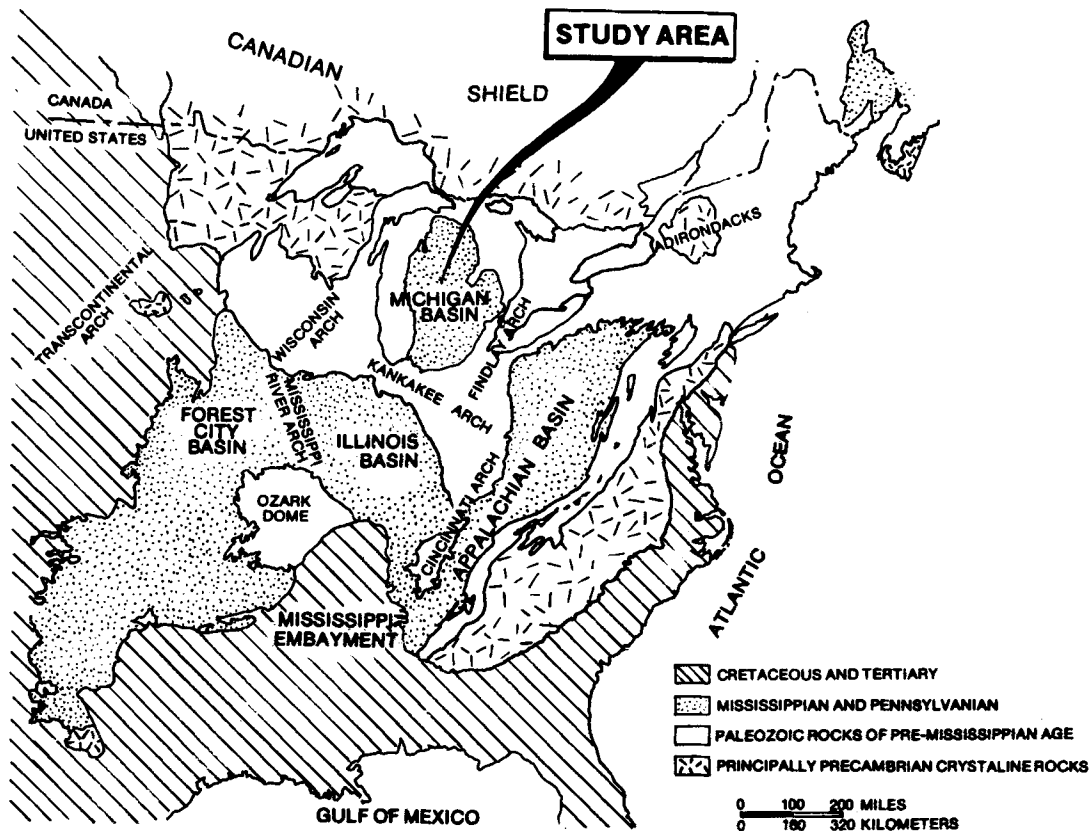 STUDY AREA
CANADIAN
SHIELD
CANADA
UNITED STATES
ADIRONDACKS
TRANSCONTINENTAL
ARCH
WISCONSIN
ARCH
MICHIGAN
BASIN
FINDLAY ARCH
KANKAKEE ARCH
FOREST
CITY
BASIN
MISSISSIPPI
RIVER ARCH
ILLINOIS
BASIN
OZARK
DOME
CINCINNATI ARCH
APPALACHIAN BASIN
MISSISSIPPI
EMBAYMENT
ATLANTIC
OCEAN
GULF OF MEXICO
CRETACEOUS AND TERTIARY
MISSISSIPPIAN AND PENNSYLVANIAN
PALEOZOIC ROCKS OF PRE-MISSISSIPPIAN AGE
PRINCIPALLY PRECAMBRIAN CRYSTALINE ROCKS
0 100 200 MILES
0 160 320 KILOMETERS